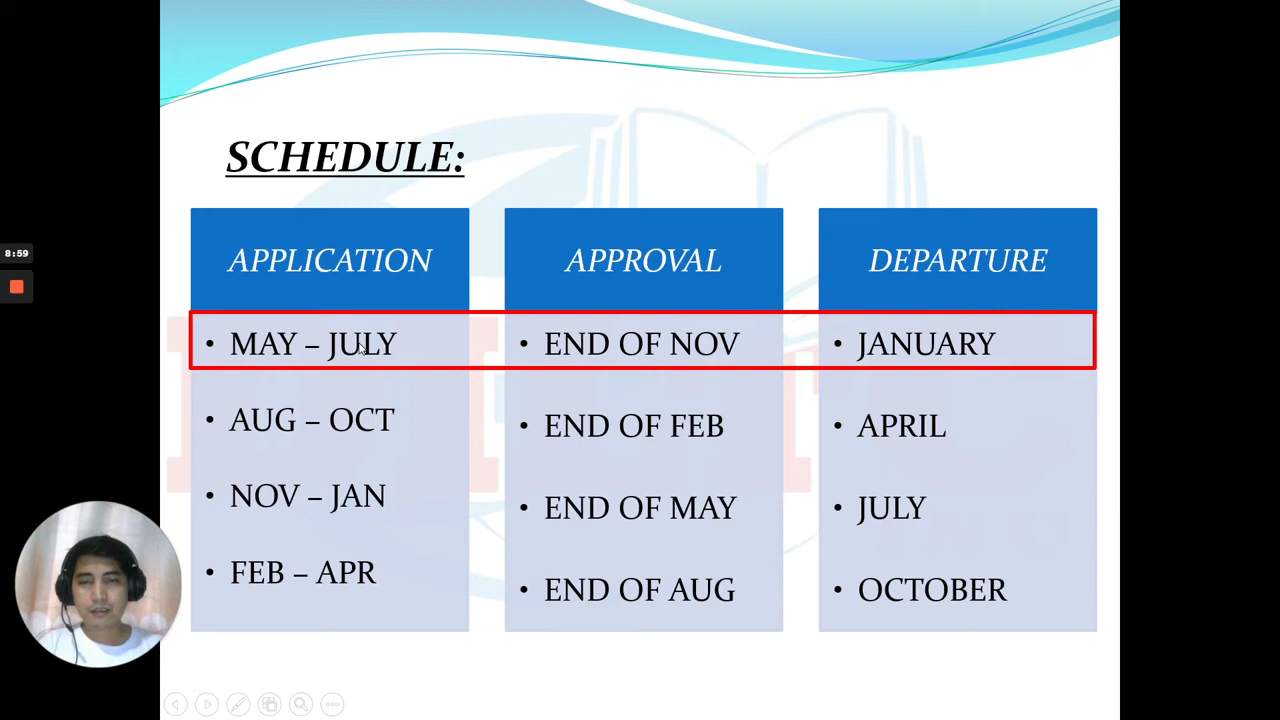 SCHEDULE:
APPLICATION
APPROVAL
DEPARTURE
• MAY – JULY
• END OF NOV
• JANUARY
• AUG – OCT
• END OF FEB
• APRIL
• NOV – JAN
• END OF MAY
• JULY
• FEB – APR
• END OF AUG
• OCTOBER
8:59